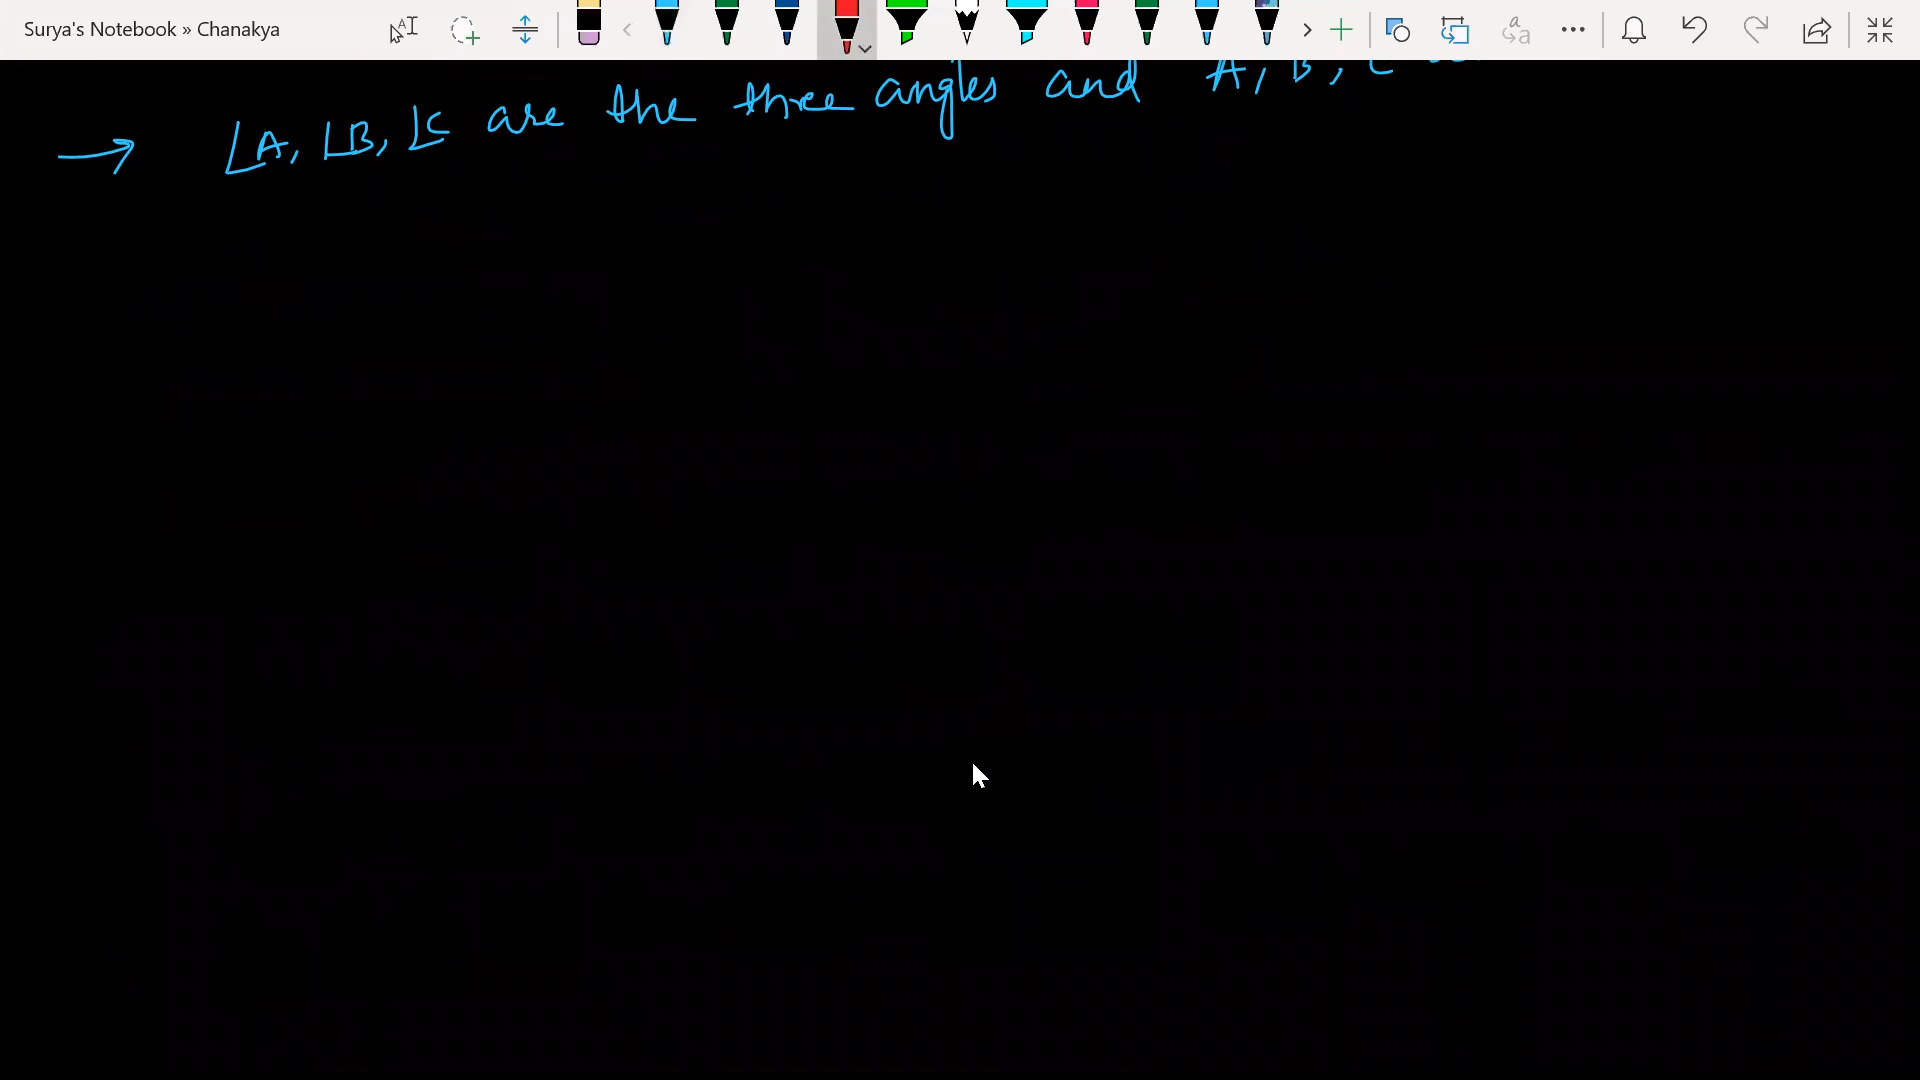 Surya's Notebook » Chanakya
→ ∠A, ∠B, ∠C are the three angles and A, B, C